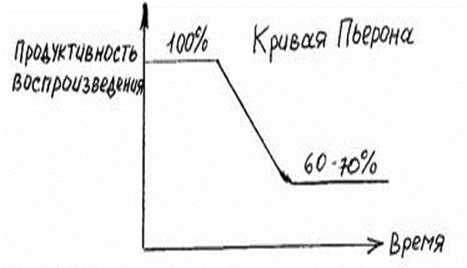 Продуктивность
воспроизведения
100%
Кривая Пьерона
60-70%
Время